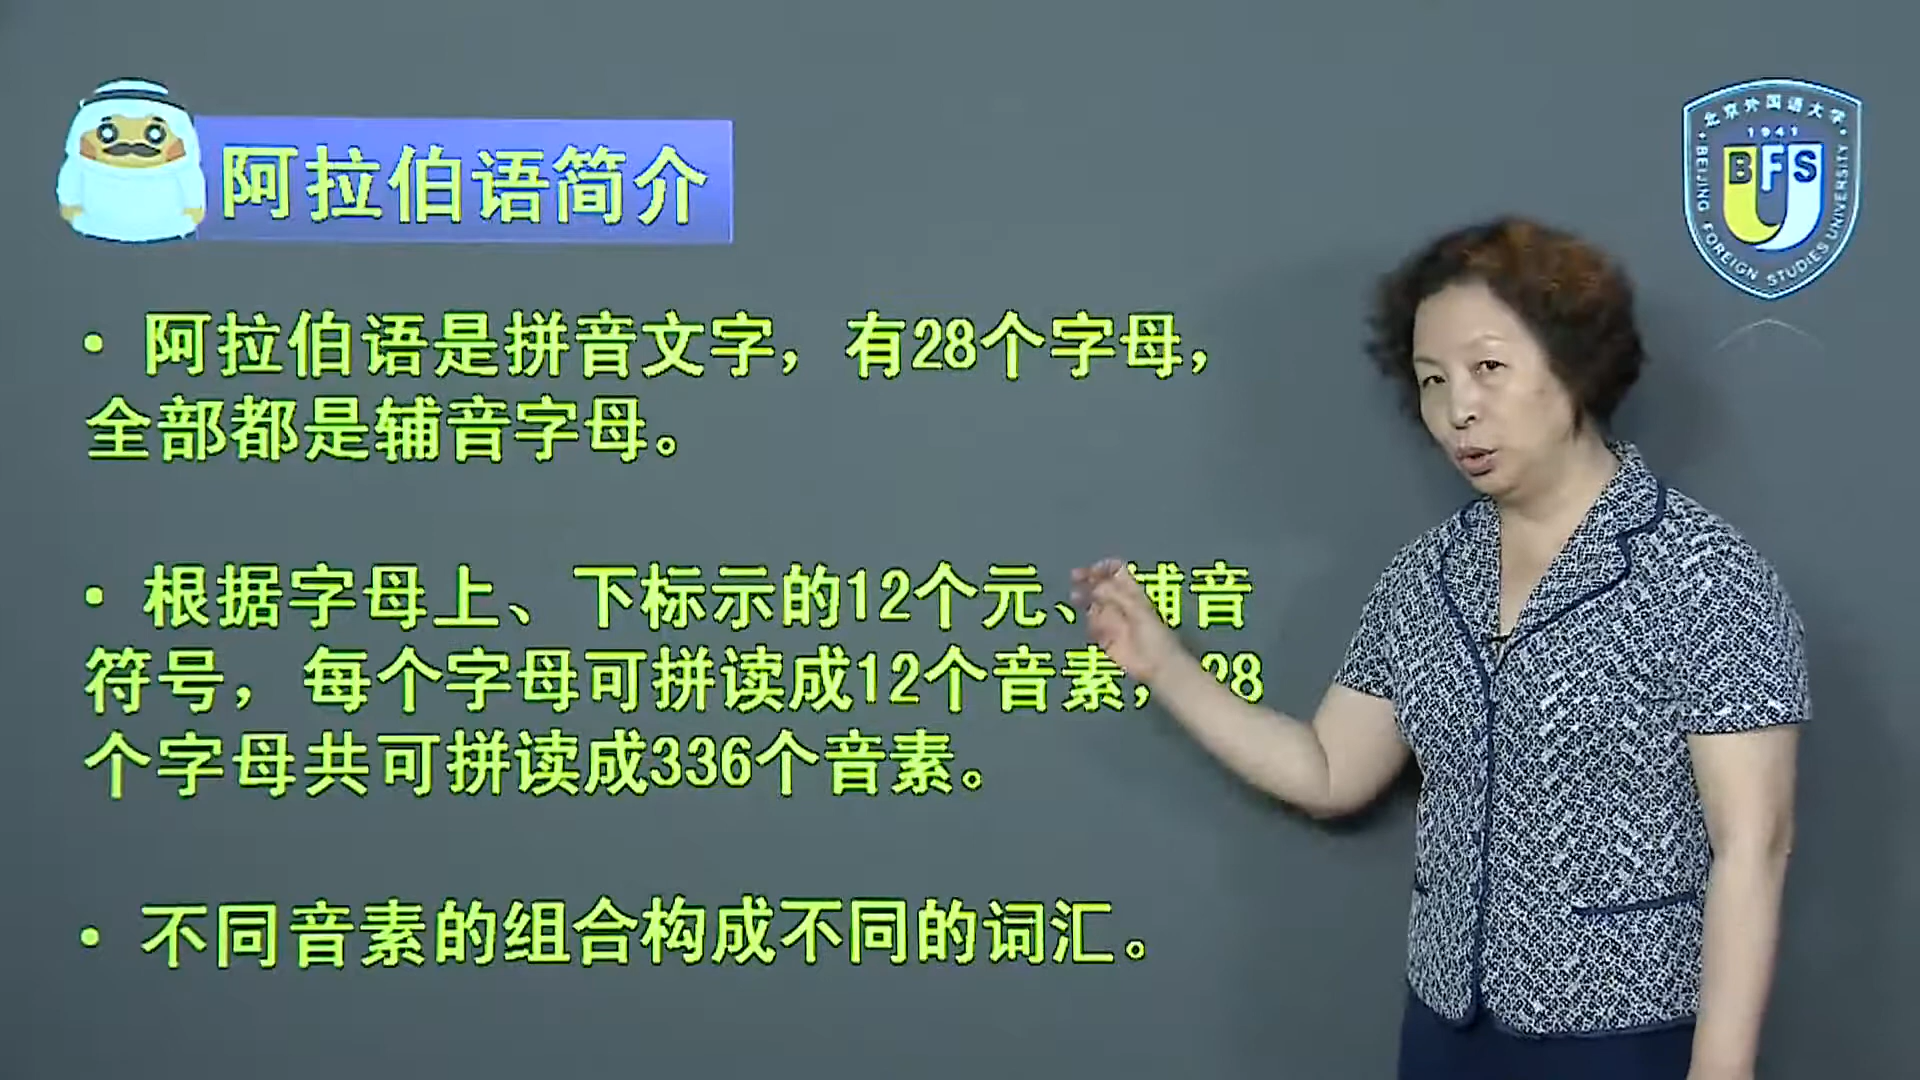 阿拉伯语简介
北京外国语大学
1941
BFSU
BEIJING FOREIGN STUDIES UNIVERSITY
• 阿拉伯语是拼音文字，有28个字母，
全部都是辅音字母。
• 根据字母上、下标示的12个元、辅音
符号，每个字母可拼读成12个音素，28
个字母共可拼读成336个音素。
• 不同音素的组合构成不同的词汇。